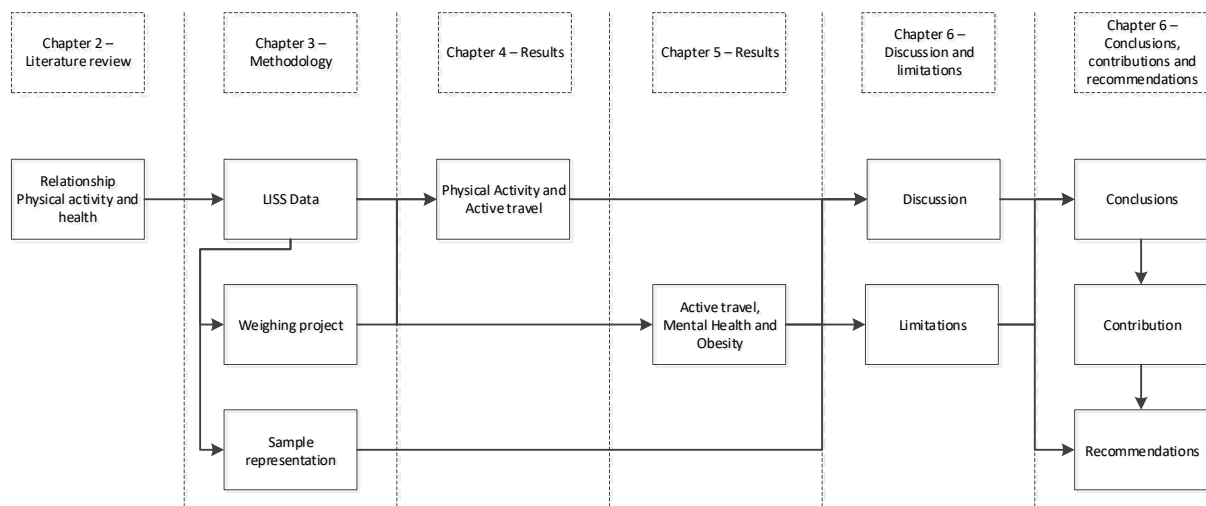 Chapter 2 –
Literature review
Chapter 3 –
Methodology
Chapter 4 – Results
Chapter 5 – Results
Chapter 6 –
Discussion and
limitations
Chapter 6 –
Conclusions,
contributions and
recommendations
Relationship
Physical activity and
health
LISS Data
Physical Activity and
Active travel
Discussion
Conclusions
Weighing project
Active travel,
Mental Health and
Obesity
Limitations
Contribution
Sample
representation
Recommendations